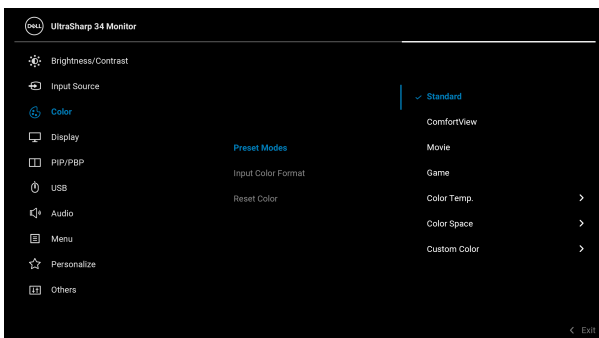 DELL
UltraSharp 34 Monitor
Brightness/Contrast
Input Source
Color
Display
PIP/PBP
USB
Audio
Menu
Personalize
Others
Preset Modes
Input Color Format
Reset Color
Standard
ComfortView
Movie
Game
Color Temp.
Color Space
Custom Color
Exit